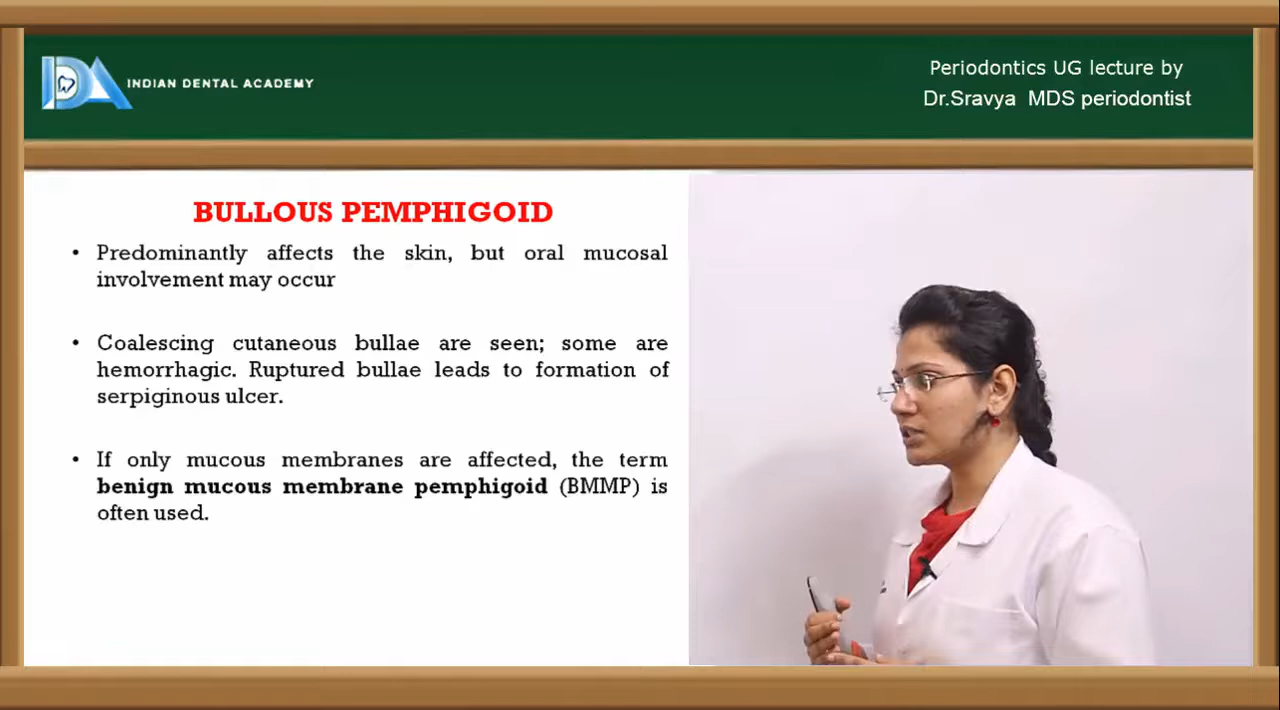 INDIAN DENTAL ACADEMY
Periodontics UG lecture by
Dr.Sravya MDS periodontist
BULLOUS PEMPHIGOID
• Predominantly affects the skin, but oral mucosal
involvement may occur
• Coalescing cutaneous bullae are seen; some are
hemorrhagic. Ruptured bullae leads to formation of
serpiginous ulcer.
• If only mucous membranes are affected, the term
benign mucous membrane pemphigoid (BMMP) is
often used.